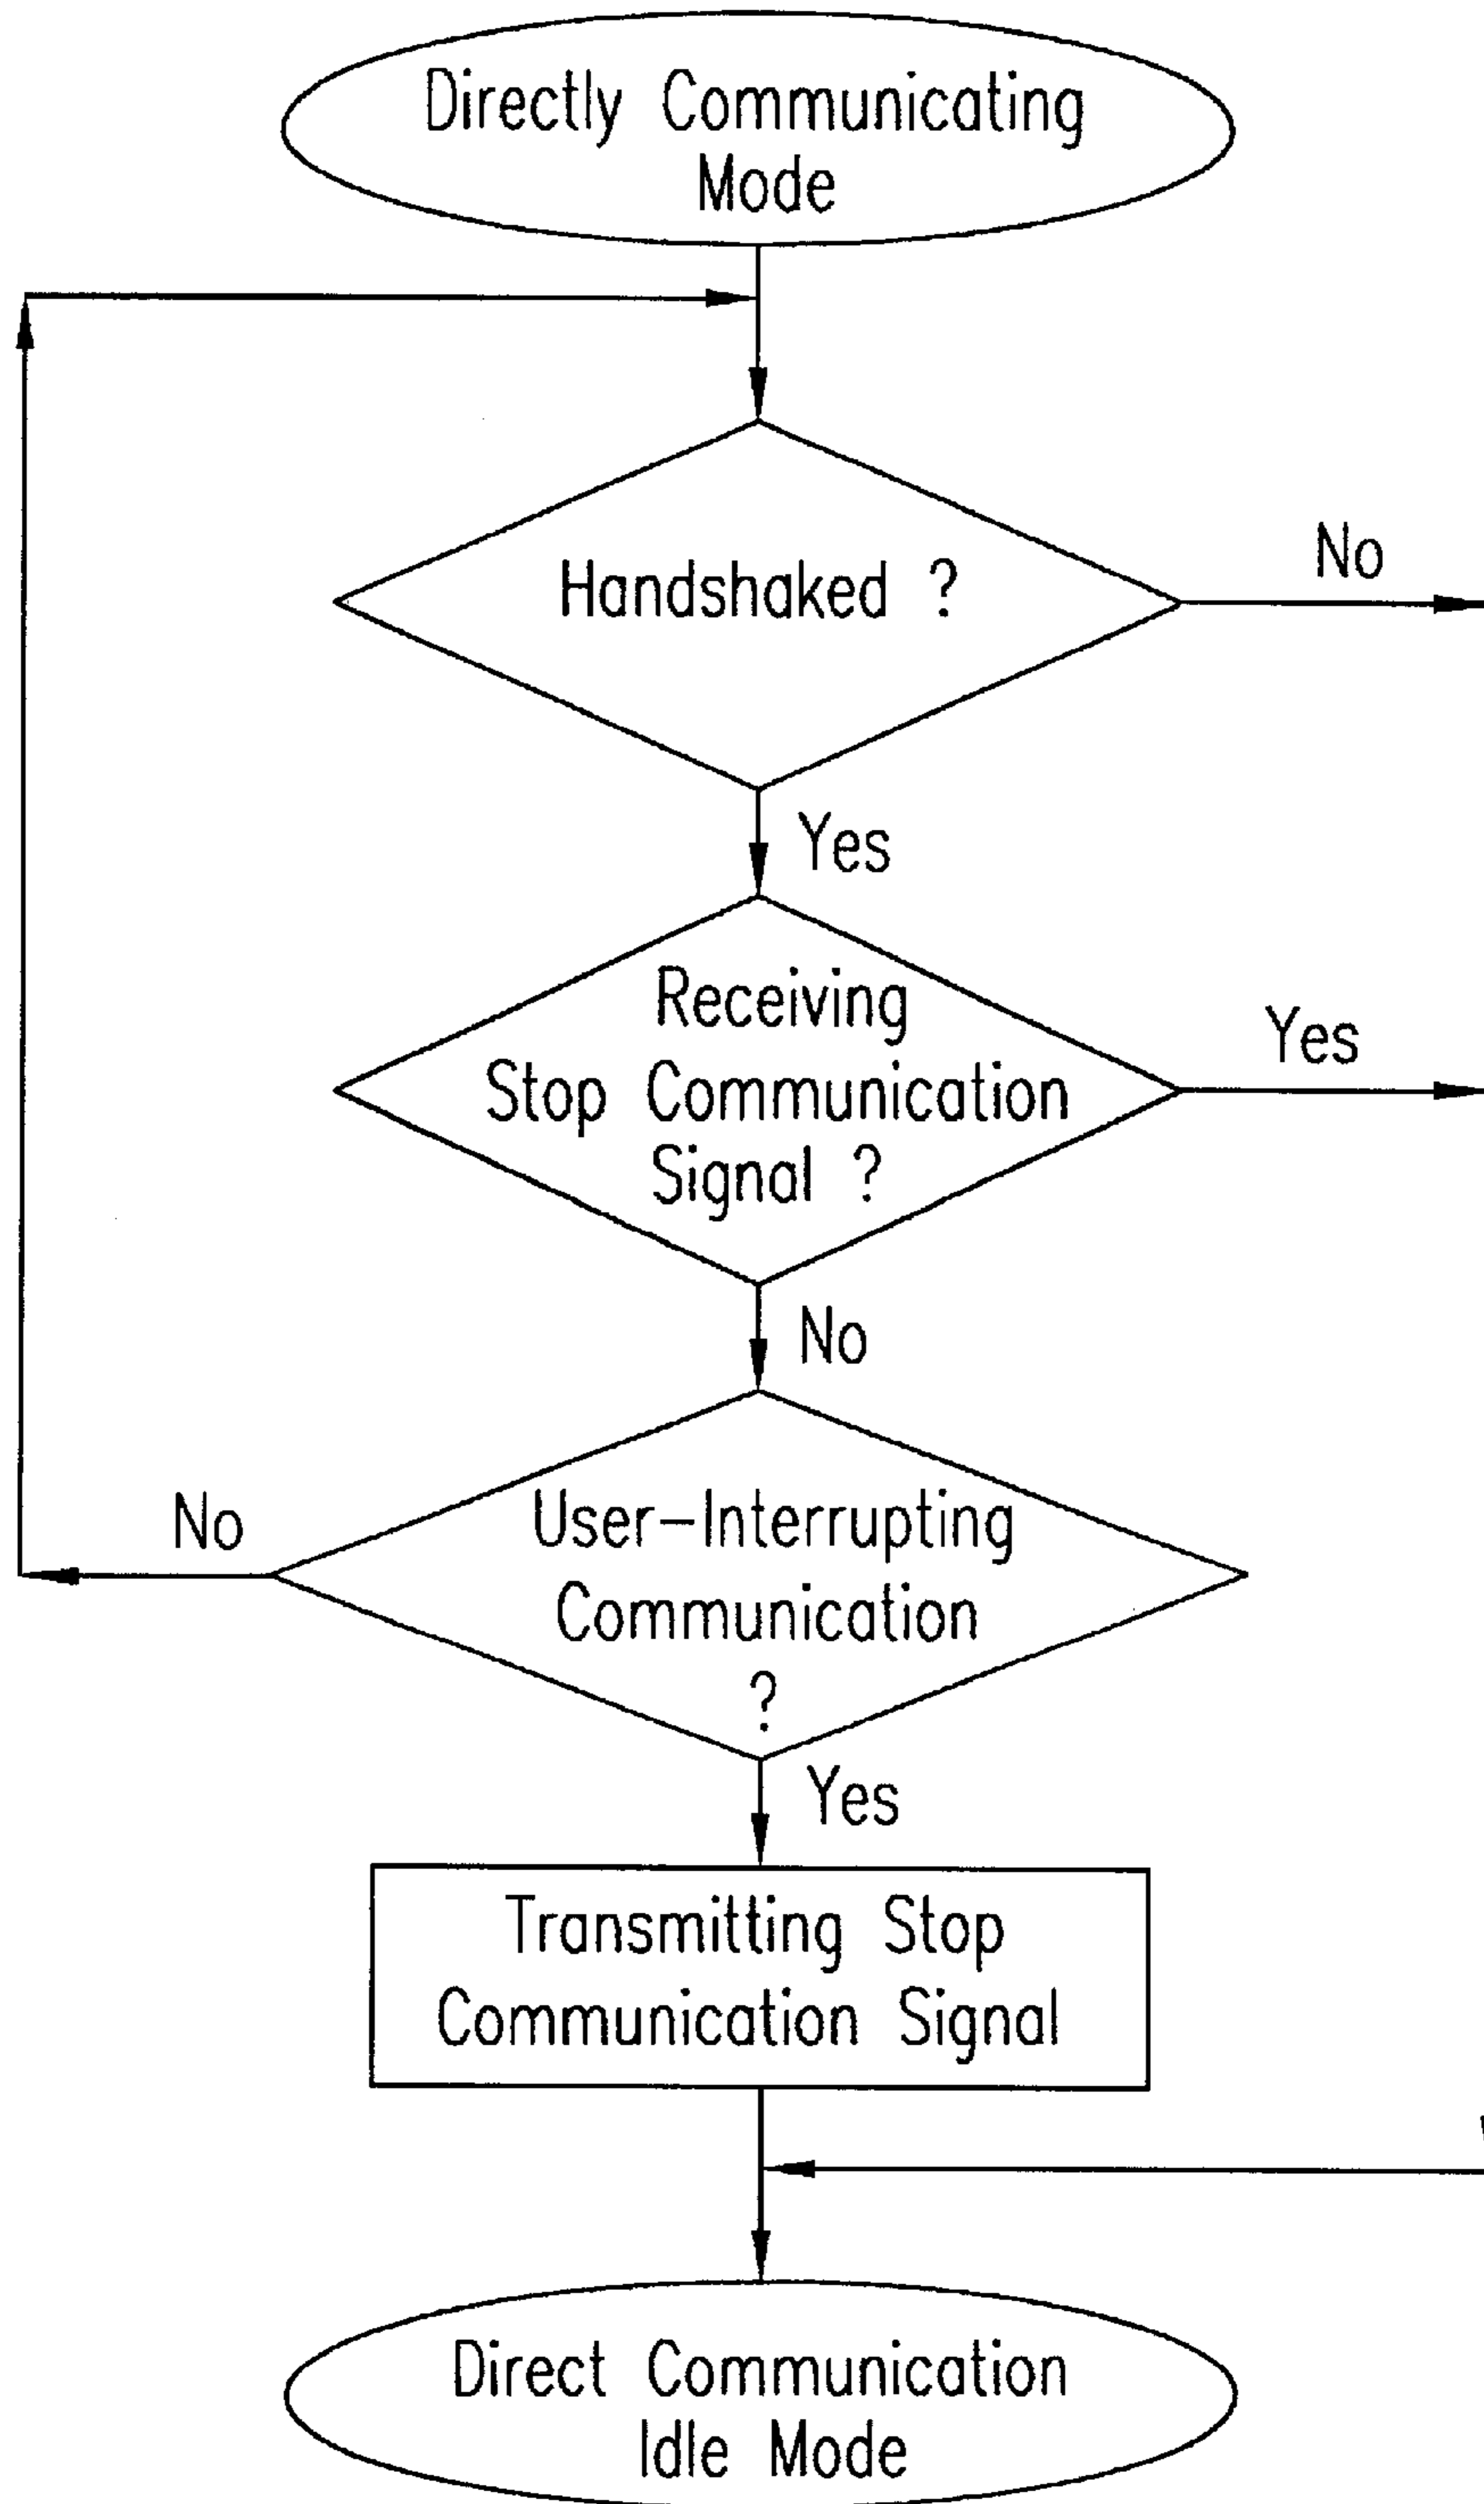 Directly Communicating
Mode
Handshaked ?
No
Yes
Receiving
Stop Communication
Signal ?
Yes
No
User-Interrupting
Communication
?
No
Yes
Transmitting Stop
Communication Signal
Direct Communication
Idle Mode